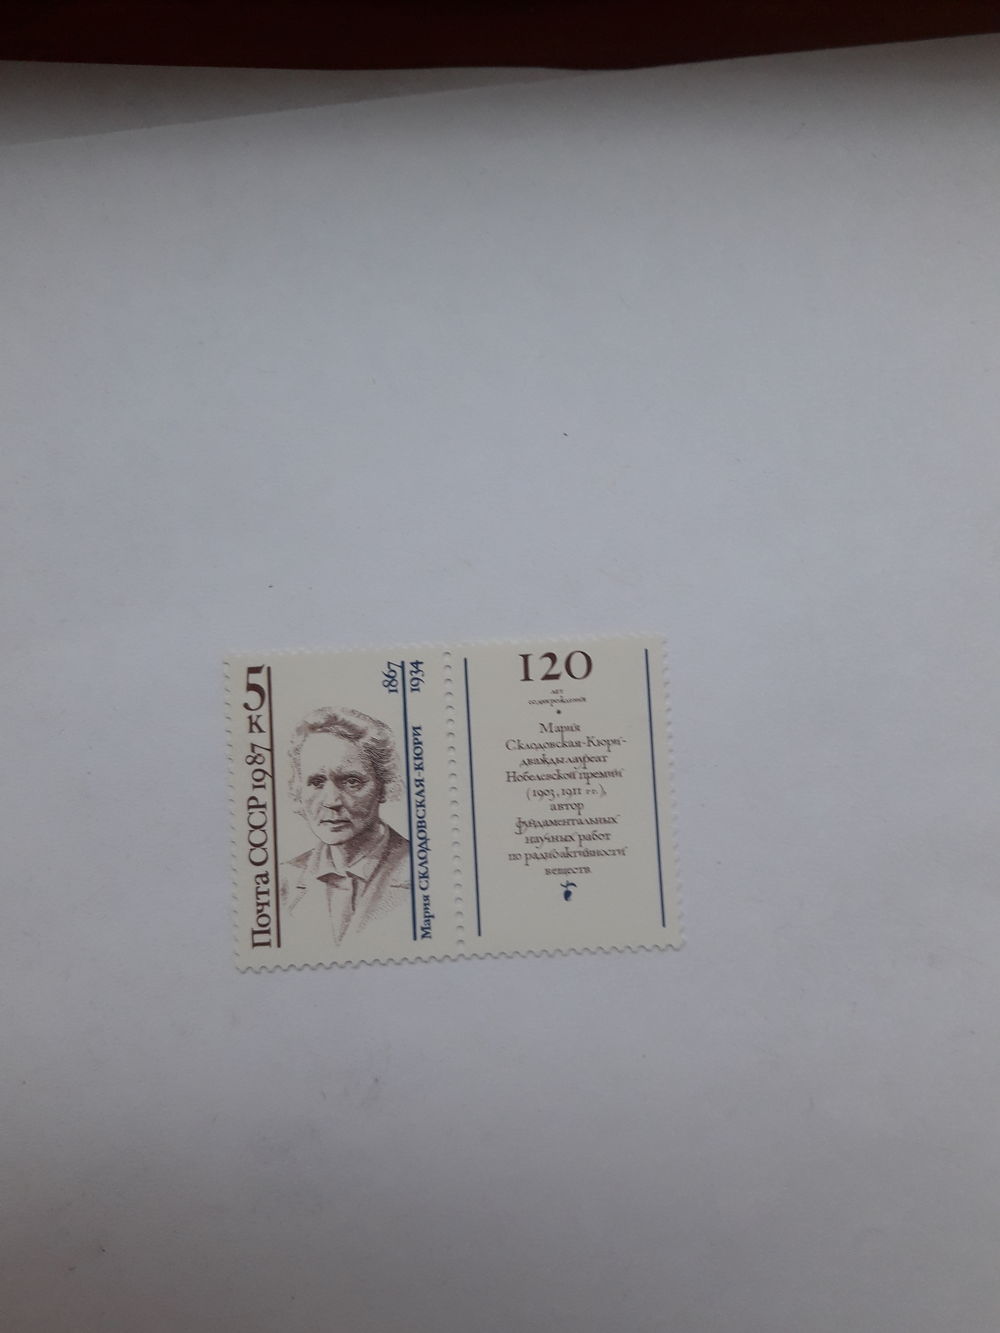 Почта СССР 1987 5 к
1867
1934
Мария СКЛОДОВСКАЯ-КЮРИ
120
лет
со дня рождения
Мария
Склодовская-Кюри-
дважды лауреат
Нобелевской премии
(1903, 1911 гг.),
автор
фундаментальных
научных работ
по радиоактивности
веществ.